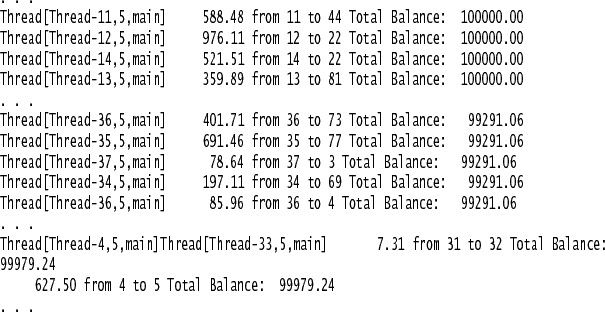 . . .
Thread[Thread-11,5,main] 588.48 from 11 to 44 Total Balance: 100000.00
Thread[Thread-12,5,main] 976.11 from 12 to 22 Total Balance: 100000.00
Thread[Thread-14,5,main] 521.51 from 14 to 22 Total Balance: 100000.00
Thread[Thread-13,5,main] 359.89 from 13 to 81 Total Balance: 100000.00
. . .
Thread[Thread-36,5,main] 401.71 from 36 to 73 Total Balance: 99291.06
Thread[Thread-35,5,main] 691.46 from 35 to 77 Total Balance: 99291.06
Thread[Thread-37,5,main] 78.64 from 37 to 3 Total Balance: 99291.06
Thread[Thread-34,5,main] 197.11 from 34 to 69 Total Balance: 99291.06
Thread[Thread-36,5,main] 85.96 from 36 to 4 Total Balance: 99291.06
. . .
Thread[Thread-4,5,main]Thread[Thread-33,5,main] 7.31 from 31 to 32 Total Balance:
99979.24
627.50 from 4 to 5 Total Balance: 99979.24
. . .